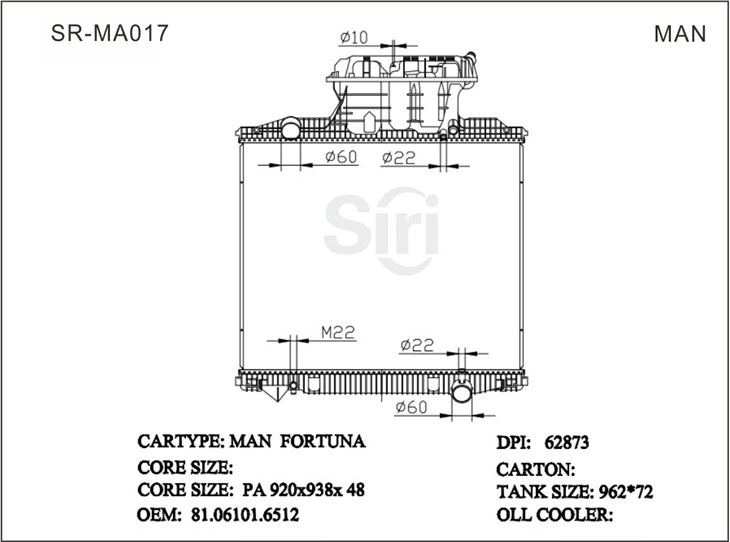 SR-MA017
MAN
Ø10
Ø60
Ø22
Siri
M22
Ø22
Ø60
CARTYPE: MAN FORTUNA
DPI: 62873
CORE SIZE:
CARTON:
CORE SIZE: PA 920x938x 48
TANK SIZE: 962*72
OEM: 81.06101.6512
OLL COOLER: